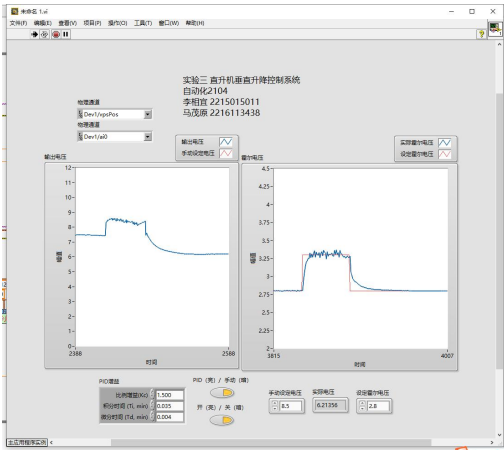 未命名 1.vi
文件(F) 编辑(E) 查看(V) 项目(P) 操作(O) 工具(T) 窗口(W) 帮助(H)
实验三 直升机垂直升降控制系统
自动化2104
李相宜 2215015011
马茂原 2216113438
物理通道
Dev1/vpsPos
物理通道
Dev1/ai0
输出电压
手动设定电压
实际霍尔电压
设定霍尔电压
输出电压
霍尔电压
12
11
10
9
8
7
6
5
4
3
2
1
0
幅值
2388
2588
时间
4.5
4.25
4
3.75
3.5
3.25
3
2.75
2.5
2.25
2
幅值
3815
4007
时间
PID增益
比例增益(Kc) 1.500
积分时间 (Ti, min) 0.035
微分时间 (Td, min) 0.004
PID（亮）/ 手动（暗）
开（亮）/ 关（暗）
手动设定电压
8.5
实际电压
6.21356
设定霍尔电压
2.8
主应用程序实例